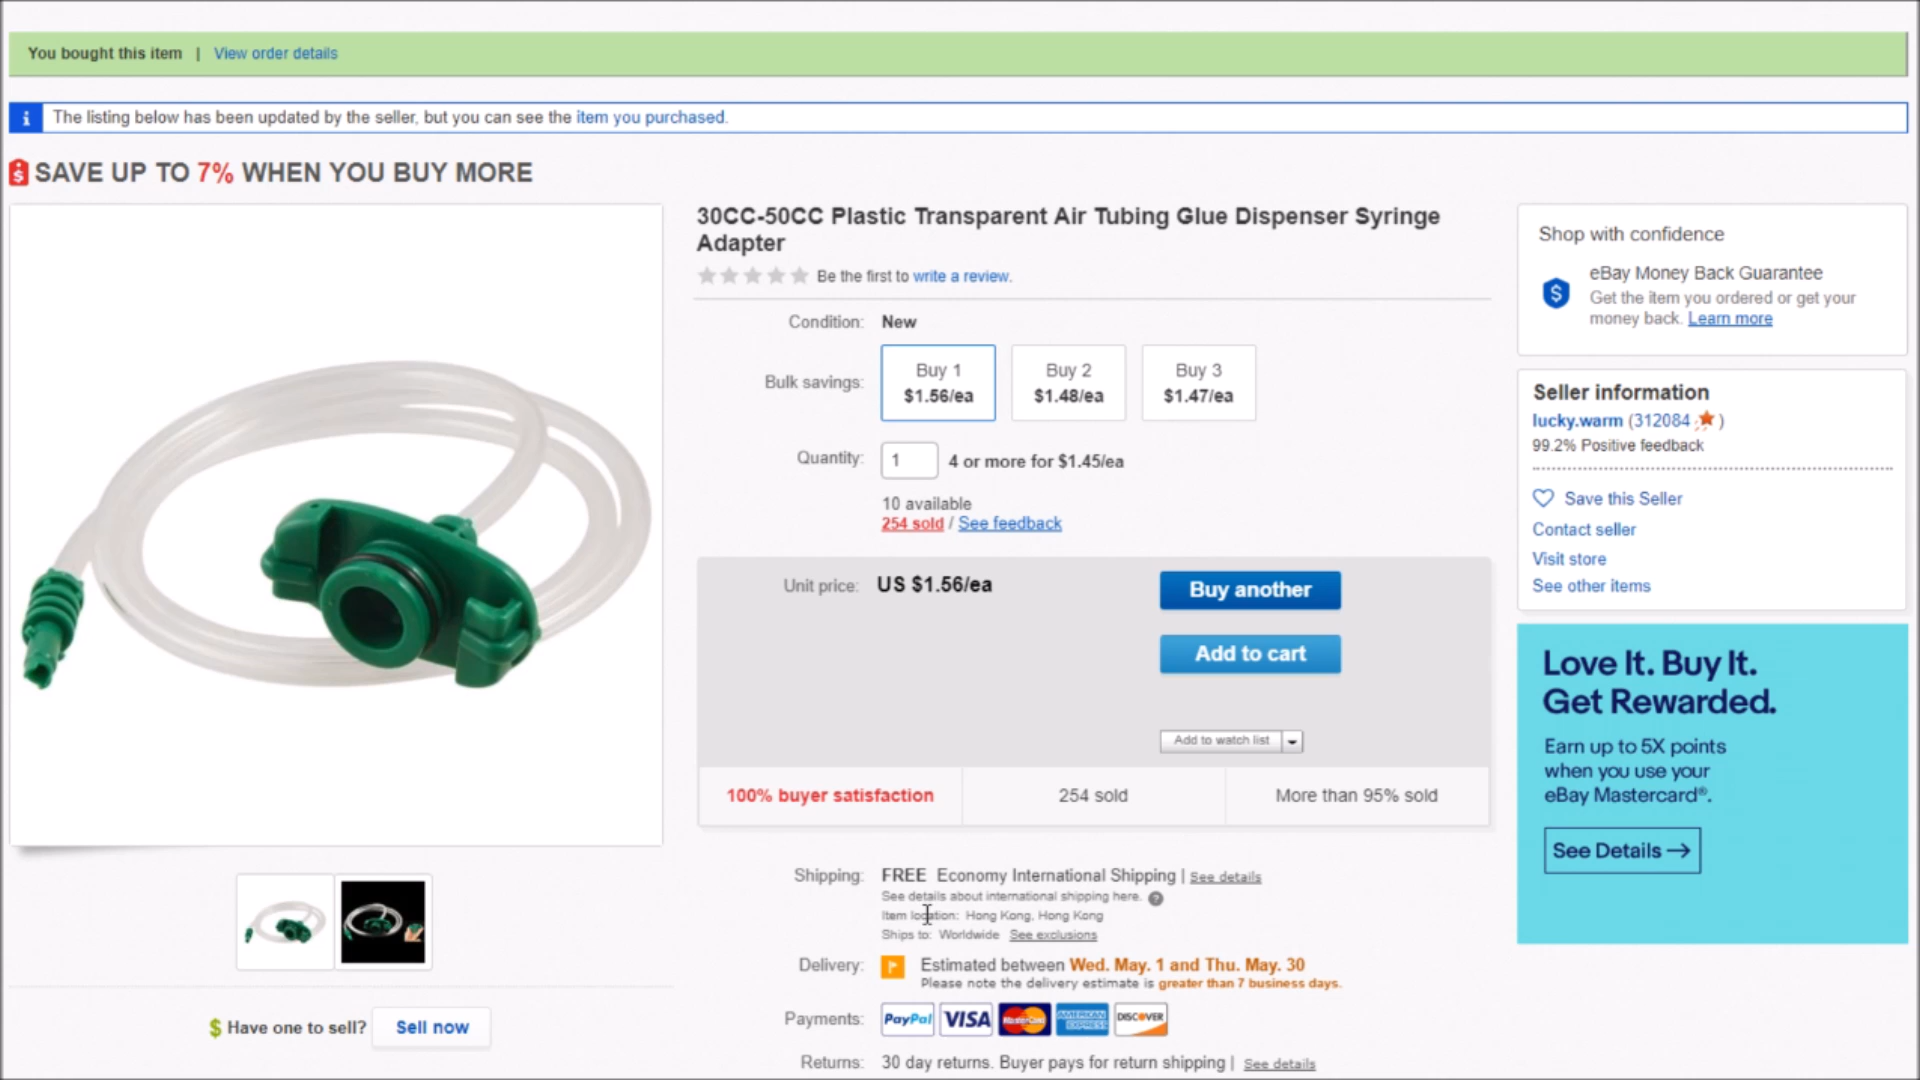 You bought this item | View order details
i The listing below has been updated by the seller, but you can see the item you purchased.
$ SAVE UP TO 7% WHEN YOU BUY MORE
30CC-50CC Plastic Transparent Air Tubing Glue Dispenser Syringe
Adapter
Be the first to write a review.
Condition: New
Bulk savings:
Buy 1
$1.56/ea
Buy 2
$1.48/ea
Buy 3
$1.47/ea
Quantity: 1 4 or more for $1.45/ea
10 available
254 sold / See feedback
Unit price: US $1.56/ea
Buy another
Add to cart
Add to watch list
100% buyer satisfaction
254 sold
More than 95% sold
Shipping: FREE Economy International Shipping | See details
See details about international shipping here. ?
Item location: Hong Kong, Hong Kong
Ships to: Worldwide See exclusions
Delivery: Estimated between Wed. May. 1 and Thu. May. 30
Please note the delivery estimate is greater than 7 business days.
Payments: PayPal VISA MasterCard AMERICAN EXPRESS DISCOVER
Returns: 30 day returns. Buyer pays for return shipping | See details
$ Have one to sell? Sell now
Shop with confidence
$ eBay Money Back Guarantee
Get the item you ordered or get your
money back. Learn more
Seller information
lucky.warm (312084)
99.2% Positive feedback
Save this Seller
Contact seller
Visit store
See other items
Love It. Buy It.
Get Rewarded.
Earn up to 5X points
when you use your
eBay Mastercard®.
See Details →